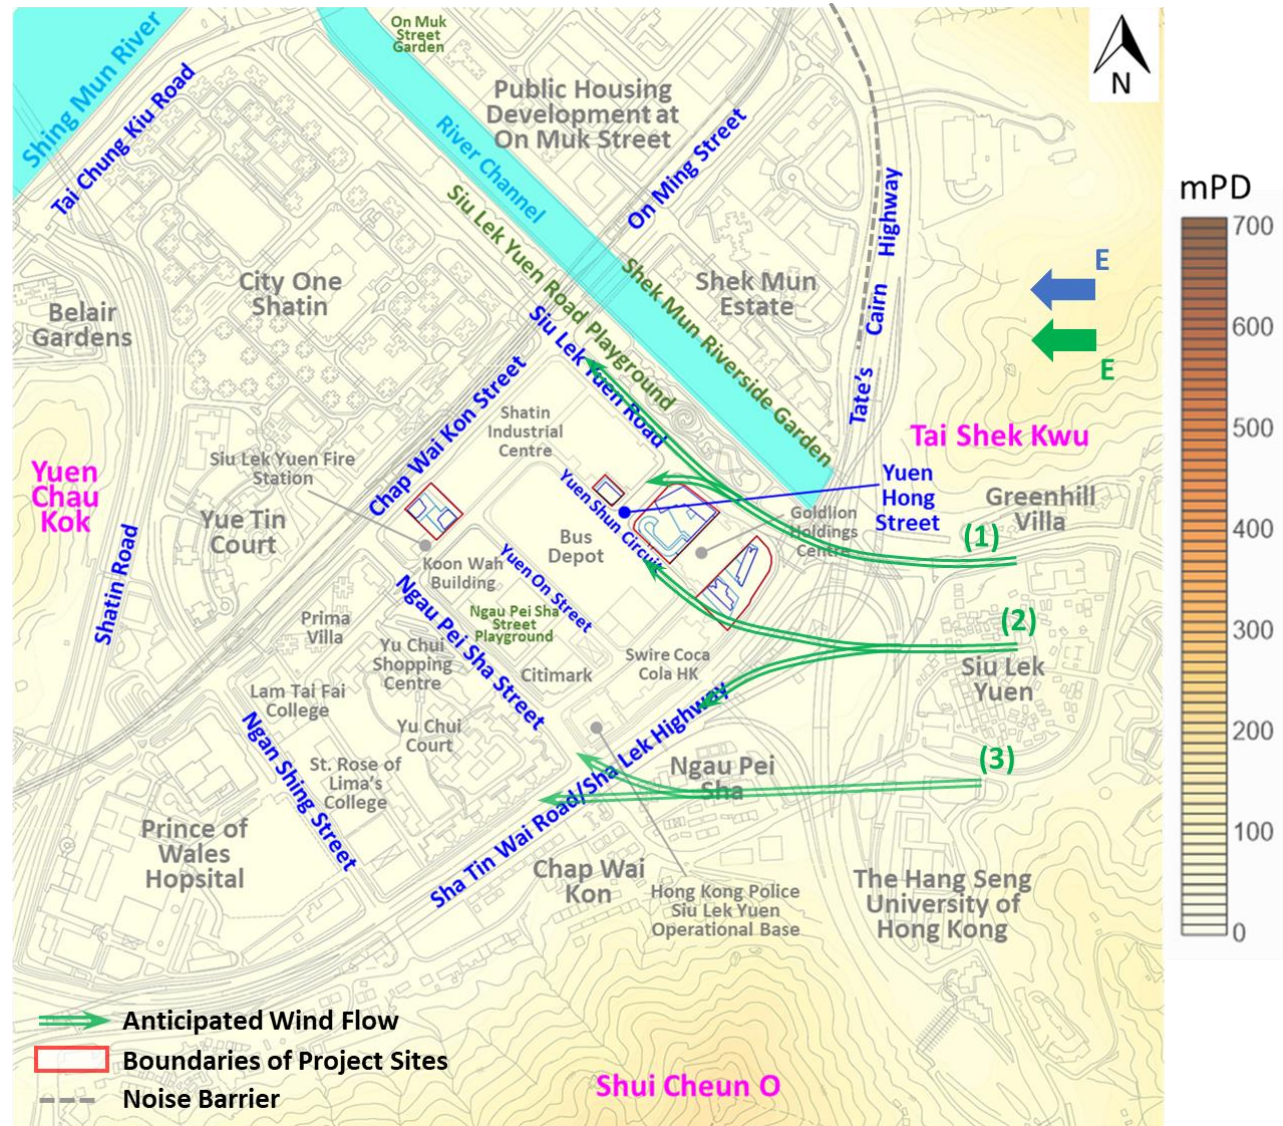 On Muk
Street
Garden
N
Shing Mun River
Tai Chung Kiu Road
Public Housing
Development at
On Muk Street
River Channel
On Ming Street
Siu Lek Yuen Road Playground
Shek Mun Riverside Garden
Tate's Cairn Highway
mPD
700
600
500
400
300
200
100
0
E
E
City One
Shatin
Belair
Gardens
Shek Mun
Estate
Siu Lek Yuen Road
Chap Wai Kon Street
Shatin
Industrial
Centre
Tai Shek Kwu
Yuen
Chau
Kok
Siu Lek Yuen Fire
Station
Yuen
Hong
Street
Greenhill
Villa
Yue Tin
Court
Yuen Shun Circuit
Bus
Depot
Goldlion
Holdings
Centre
(1)
Shatin Road
Koon Wah
Building
Yuen On Street
Ngau Pei Sha Street
Ngau Pei Sha
Street
Playground
Prima
Villa
Yu Chui
Shopping
Centre
Citimark
Swire Coca
Cola HK
(2)
Siu Lek
Yuen
Lam Tai Fai
College
Yu Chui
Court
Ngan Shing Street
St. Rose of
Lima's
College
Ngau Pei
Sha
(3)
Sha Tin Wai Road/Sha Lek Highway
Prince of
Wales
Hopsital
Chap Wai
Kon
Hong Kong Police
Siu Lek Yuen
Operational Base
The Hang Seng
University of
Hong Kong
Anticipated Wind Flow
Boundaries of Project Sites
Noise Barrier
Shui Cheun O